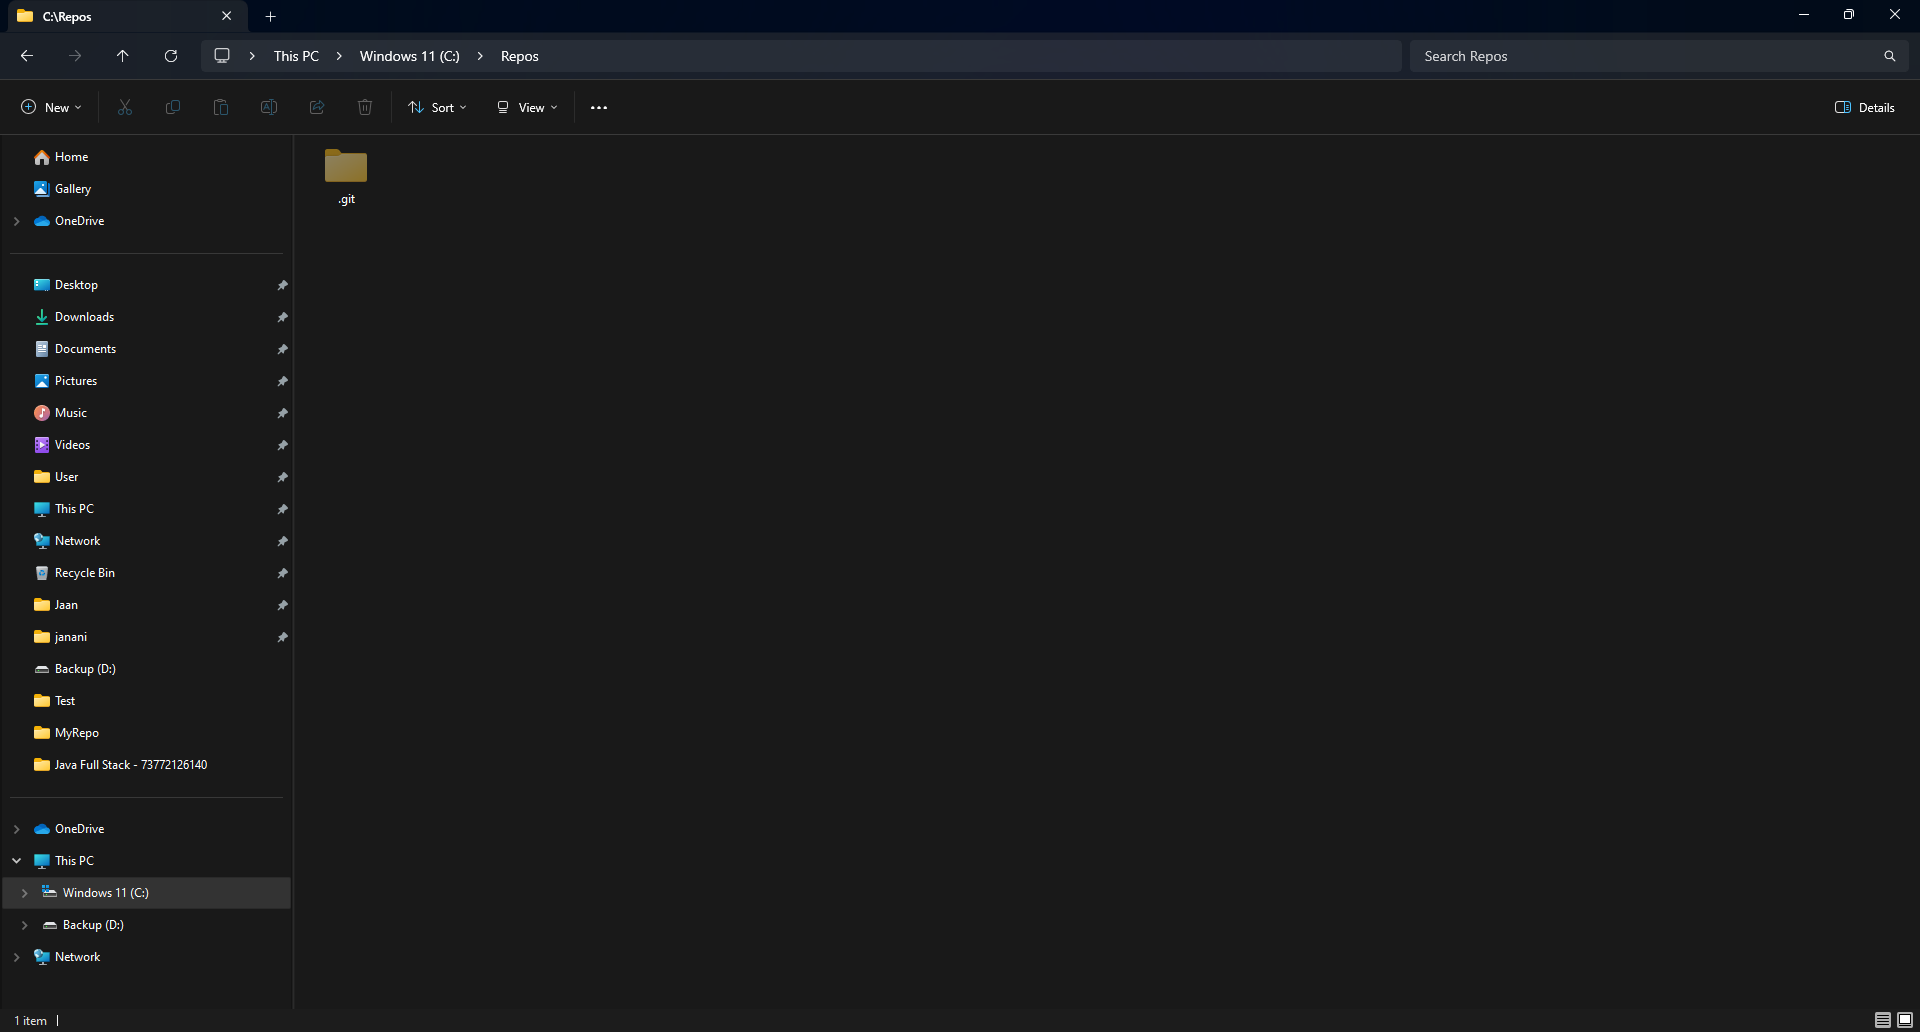 C:\Repos
This PC
Windows 11 (C:)
Repos
Search Repos
New
Sort
View
Details
Home
Gallery
OneDrive
Desktop
Downloads
Documents
Pictures
Music
Videos
User
This PC
Network
Recycle Bin
Jaan
janani
Backup (D:)
Test
MyRepo
Java Full Stack - 73772126140
OneDrive
This PC
Windows 11 (C:)
Backup (D:)
Network
.git
1 item